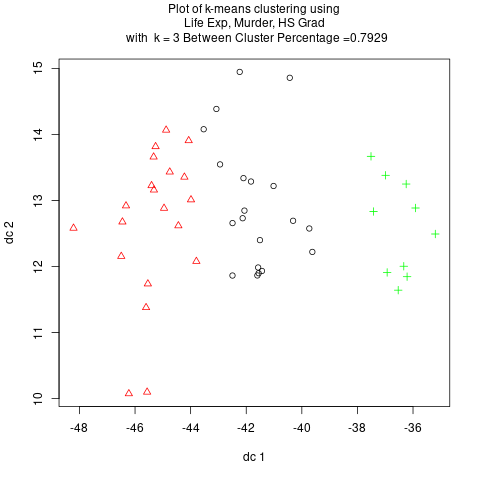 Plot of k-means clustering using
Life Exp, Murder, HS Grad
with k = 3 Between Cluster Percentage =0.7929
15
14
13
12
11
10
dc 2
-48
-46
-44
-42
-40
-38
-36
dc 1